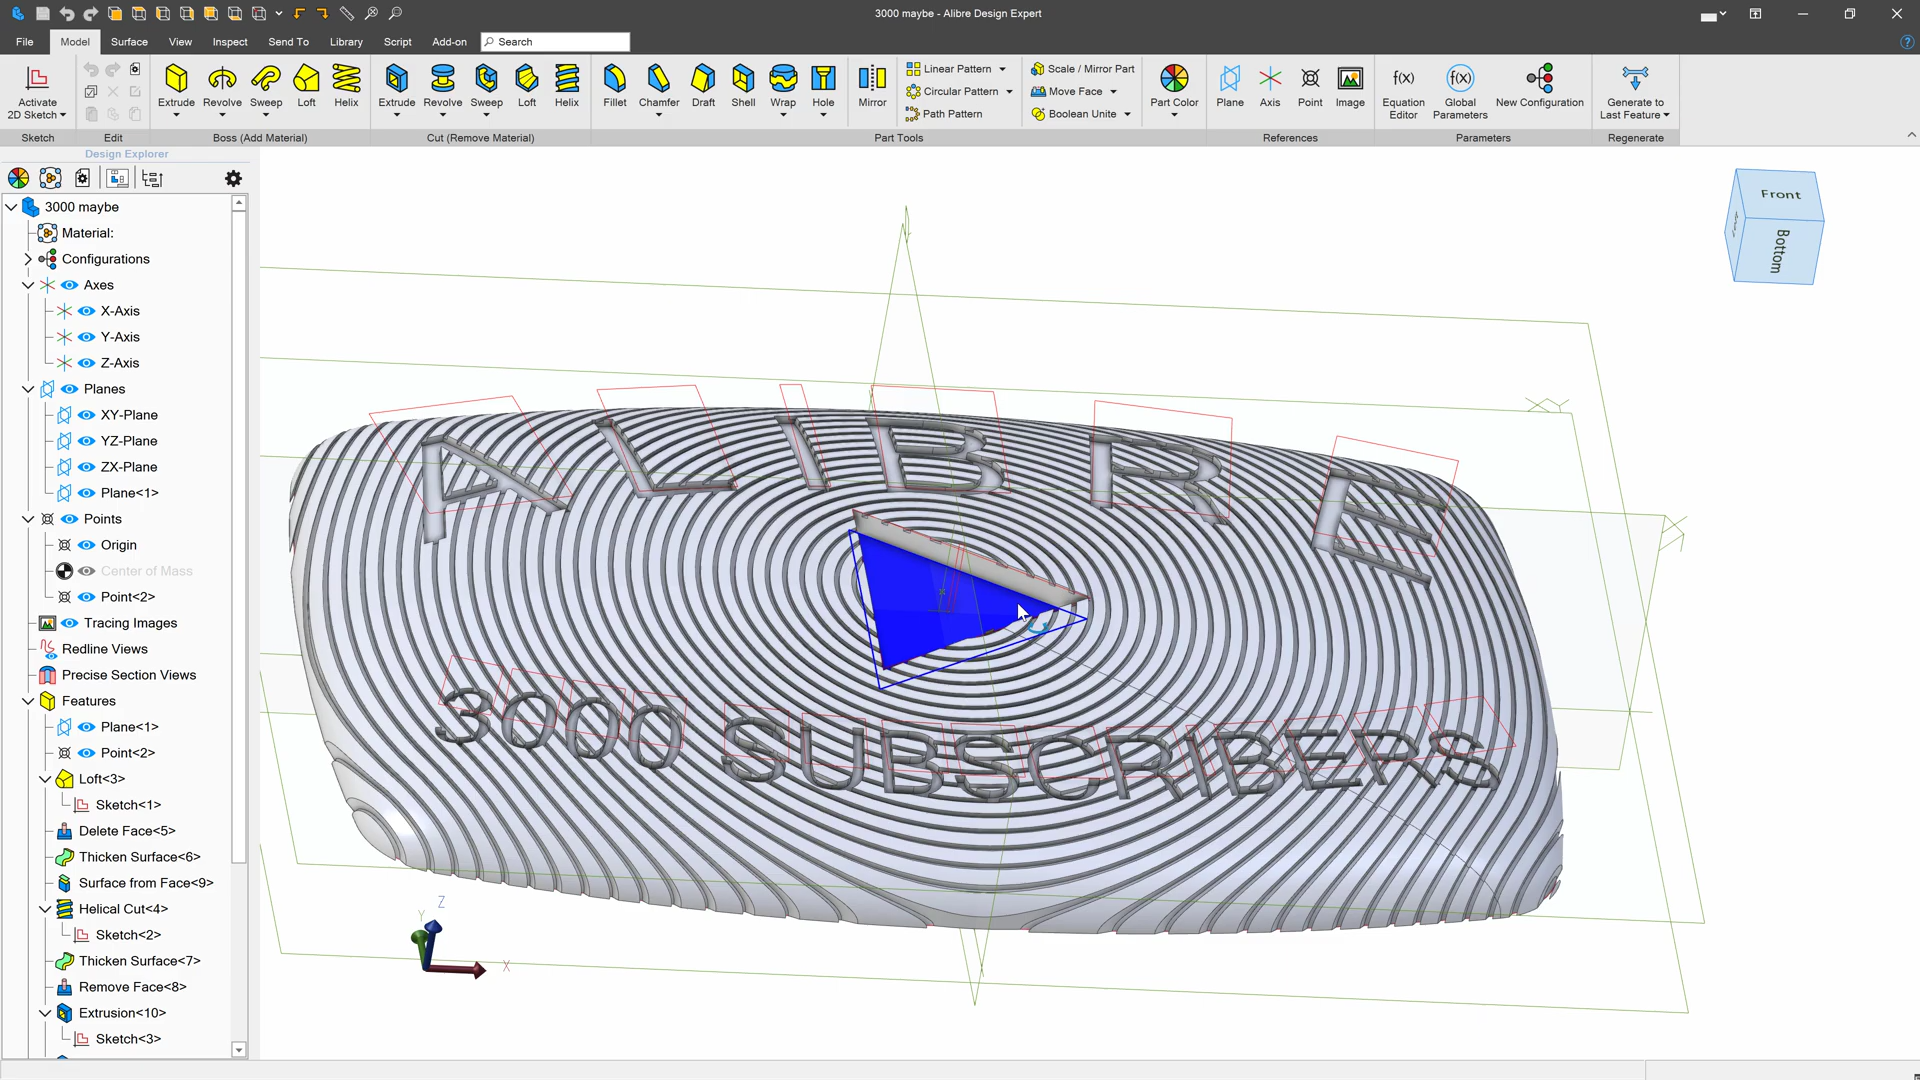 3000 maybe - Alibre Design Expert
File Model Surface View Inspect Send To Library Script Add-on Search
Activate 2D Sketch
Sketch
Edit
Extrude Revolve Sweep Loft Helix
Boss (Add Material)
Extrude Revolve Sweep Loft Helix
Cut (Remove Material)
Fillet Chamfer Draft Shell Wrap Hole Mirror
Linear Pattern
Circular Pattern
Path Pattern
Scale / Mirror Part
Move Face
Boolean Unite
Part Color
Part Tools
Plane Axis Point Image
References
f(x) Equation Editor
f(x) Global Parameters
New Configuration
Parameters
Generate to Last Feature
Regenerate
Design Explorer
3000 maybe
Material:
Configurations
Axes
X-Axis
Y-Axis
Z-Axis
Planes
XY-Plane
YZ-Plane
ZX-Plane
Plane<1>
Points
Origin
Center of Mass
Point<2>
Tracing Images
Redline Views
Precise Section Views
Features
Plane<1>
Point<2>
Loft<3>
Sketch<1>
Delete Face<5>
Thicken Surface<6>
Surface from Face<9>
Helical Cut<4>
Sketch<2>
Thicken Surface<7>
Remove Face<8>
Extrusion<10>
Sketch<3>
Front
Bottom
ALIBRE
3000 SUBSCRIBERS
Z
Y
X